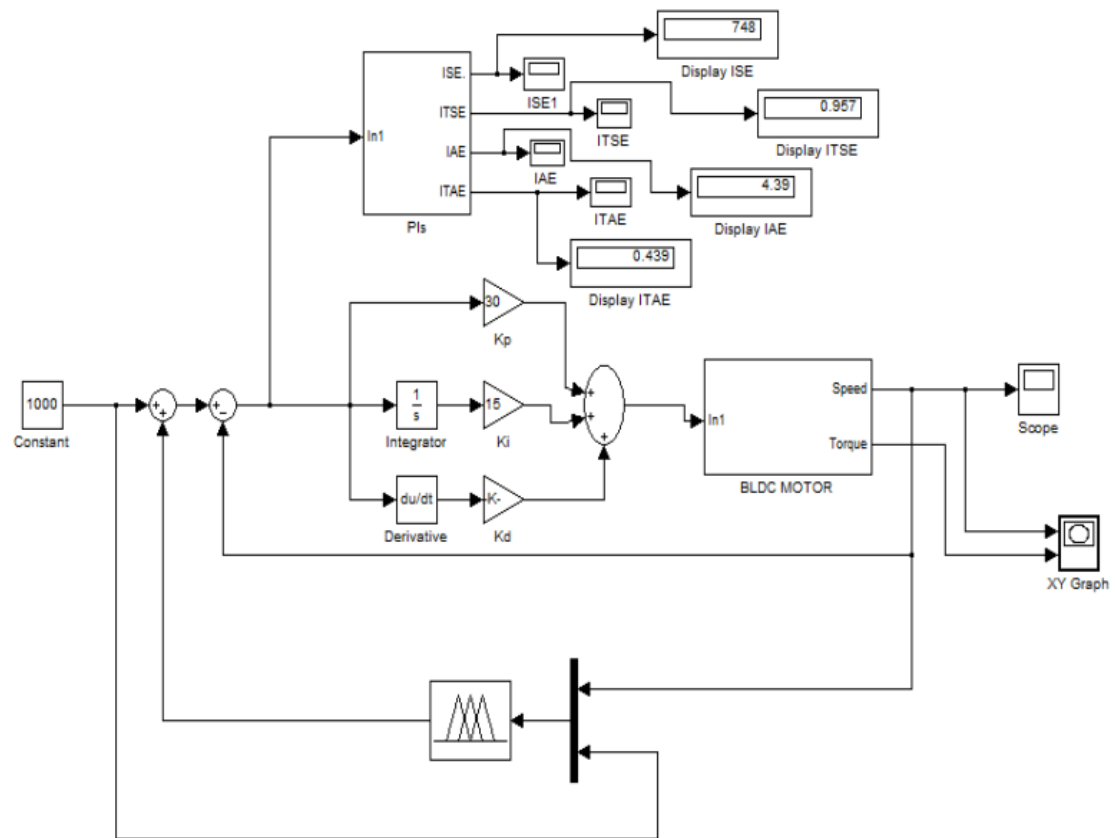 748
Display ISE
ISE.
ISE1
ITSE
0.957
ITSE
Display ITSE
In1
IAE
IAE
4.39
ITAE
ITAE
Display IAE
PIs
0.439
Display ITAE
30
Kp
1000
Constant
+
+
+
−
1
s
Integrator
15
Ki
+
+
+
In1
Speed
Torque
BLDC MOTOR
Scope
du/dt
Derivative
-K-
Kd
XY Graph